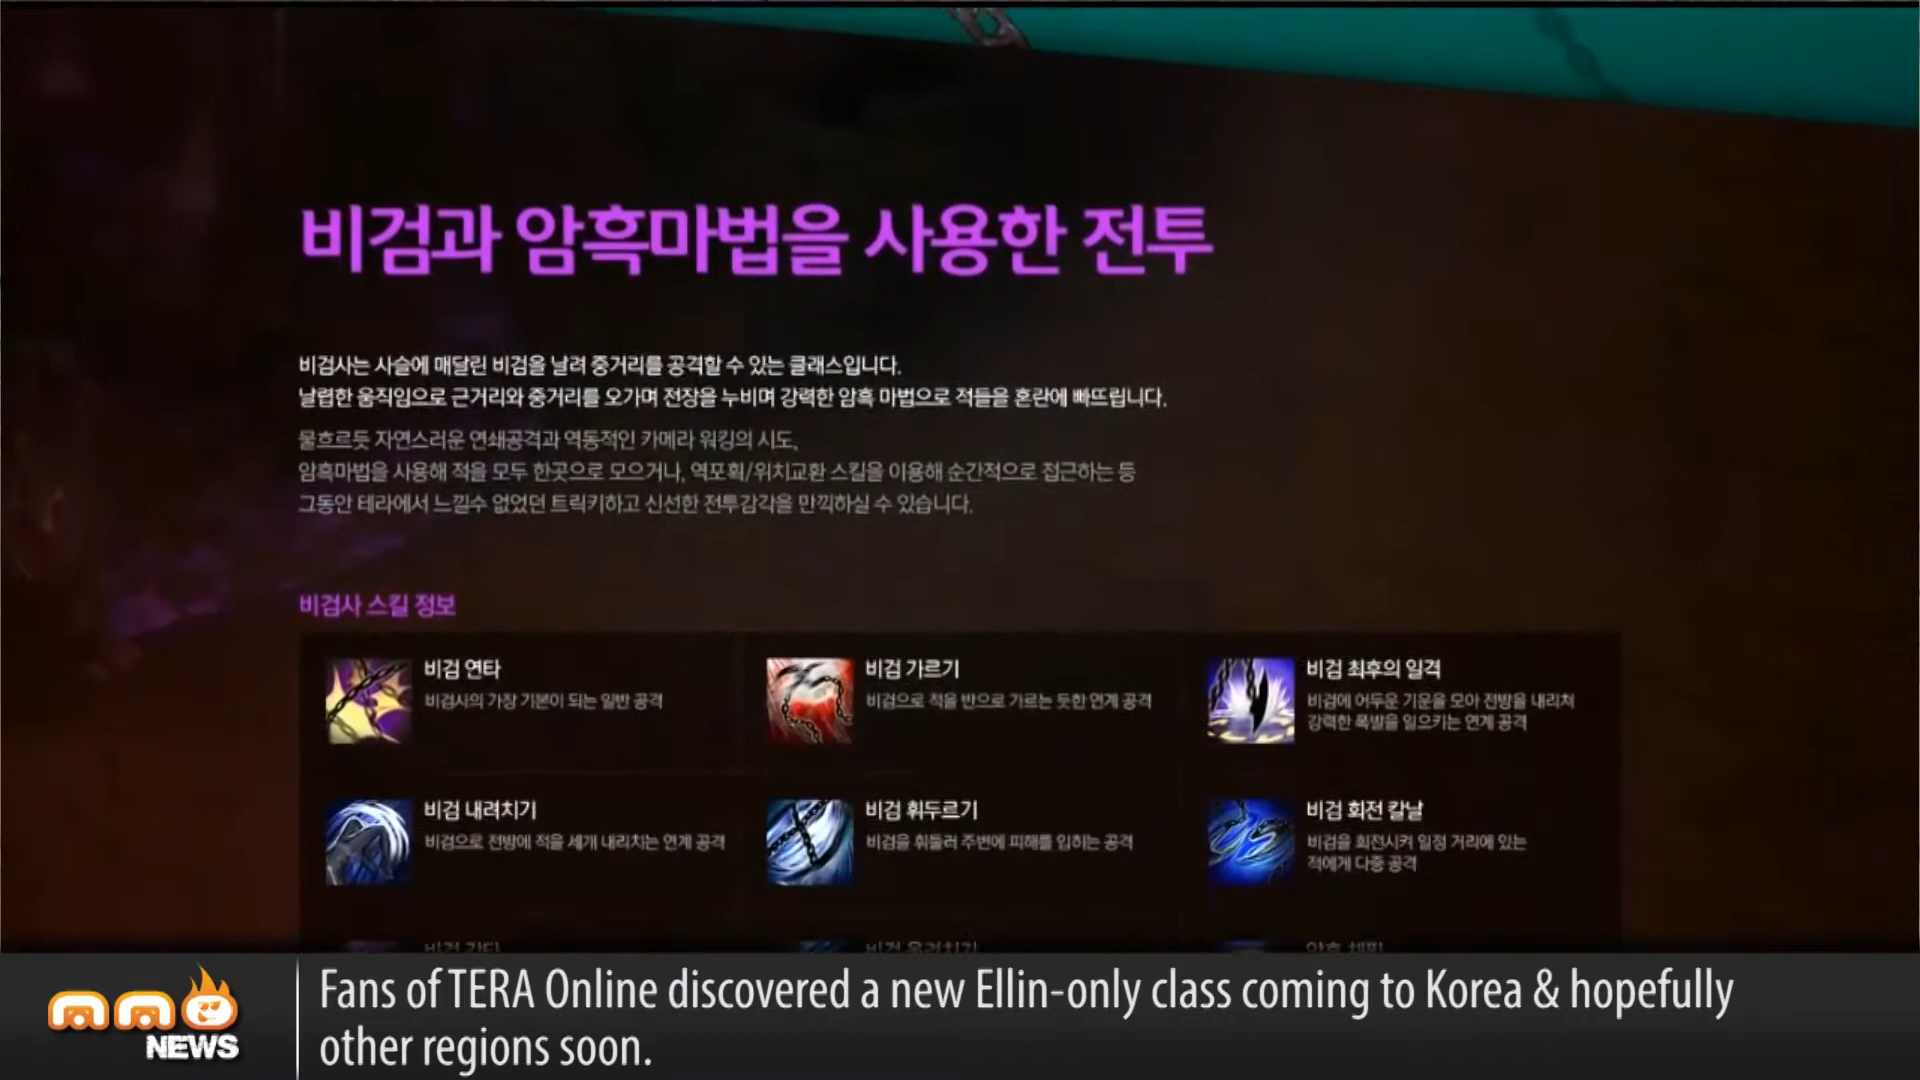 비검과 암흑마법을 사용한 전투
비검사는 사슬에 매달린 비검을 날려 중거리를 공격할 수 있는 클래스입니다.
날렵한 움직임으로 근거리와 중거리를 오가며 전장을 누비며 강력한 암흑 마법으로 적들을 혼란에 빠뜨립니다.
물흐르듯 자연스러운 연쇄공격과 역동적인 카메라 워킹의 시도,
암흑마법을 사용해 적을 모두 한곳으로 모으거나, 역포획/위치교환 스킬을 이용해 순간적으로 접근하는 등
그동안 테라에서 느낄수 없었던 트릭키하고 신선한 전투감각을 만끽하실 수 있습니다.
비검사 스킬 정보
비검 연타
비검사의 가장 기본이 되는 일반 공격
비검 가르기
비검으로 적을 반으로 가르는 듯한 연계 공격
비검 최후의 일격
비검에 어두운 기운을 모아 전방을 내리쳐
강력한 폭발을 일으키는 연계 공격
비검 내려치기
비검으로 전방에 적을 세게 내리치는 연계 공격
비검 휘두르기
비검을 휘둘러 주변에 피해를 입히는 공격
비검 회전 칼날
비검을 회전시켜 일정 거리에 있는
적에게 다중 공격
비검
비검
암흑
mmo
NEWS
Fans of TERA Online discovered a new Ellin-only class coming to Korea & hopefully
other regions soon.